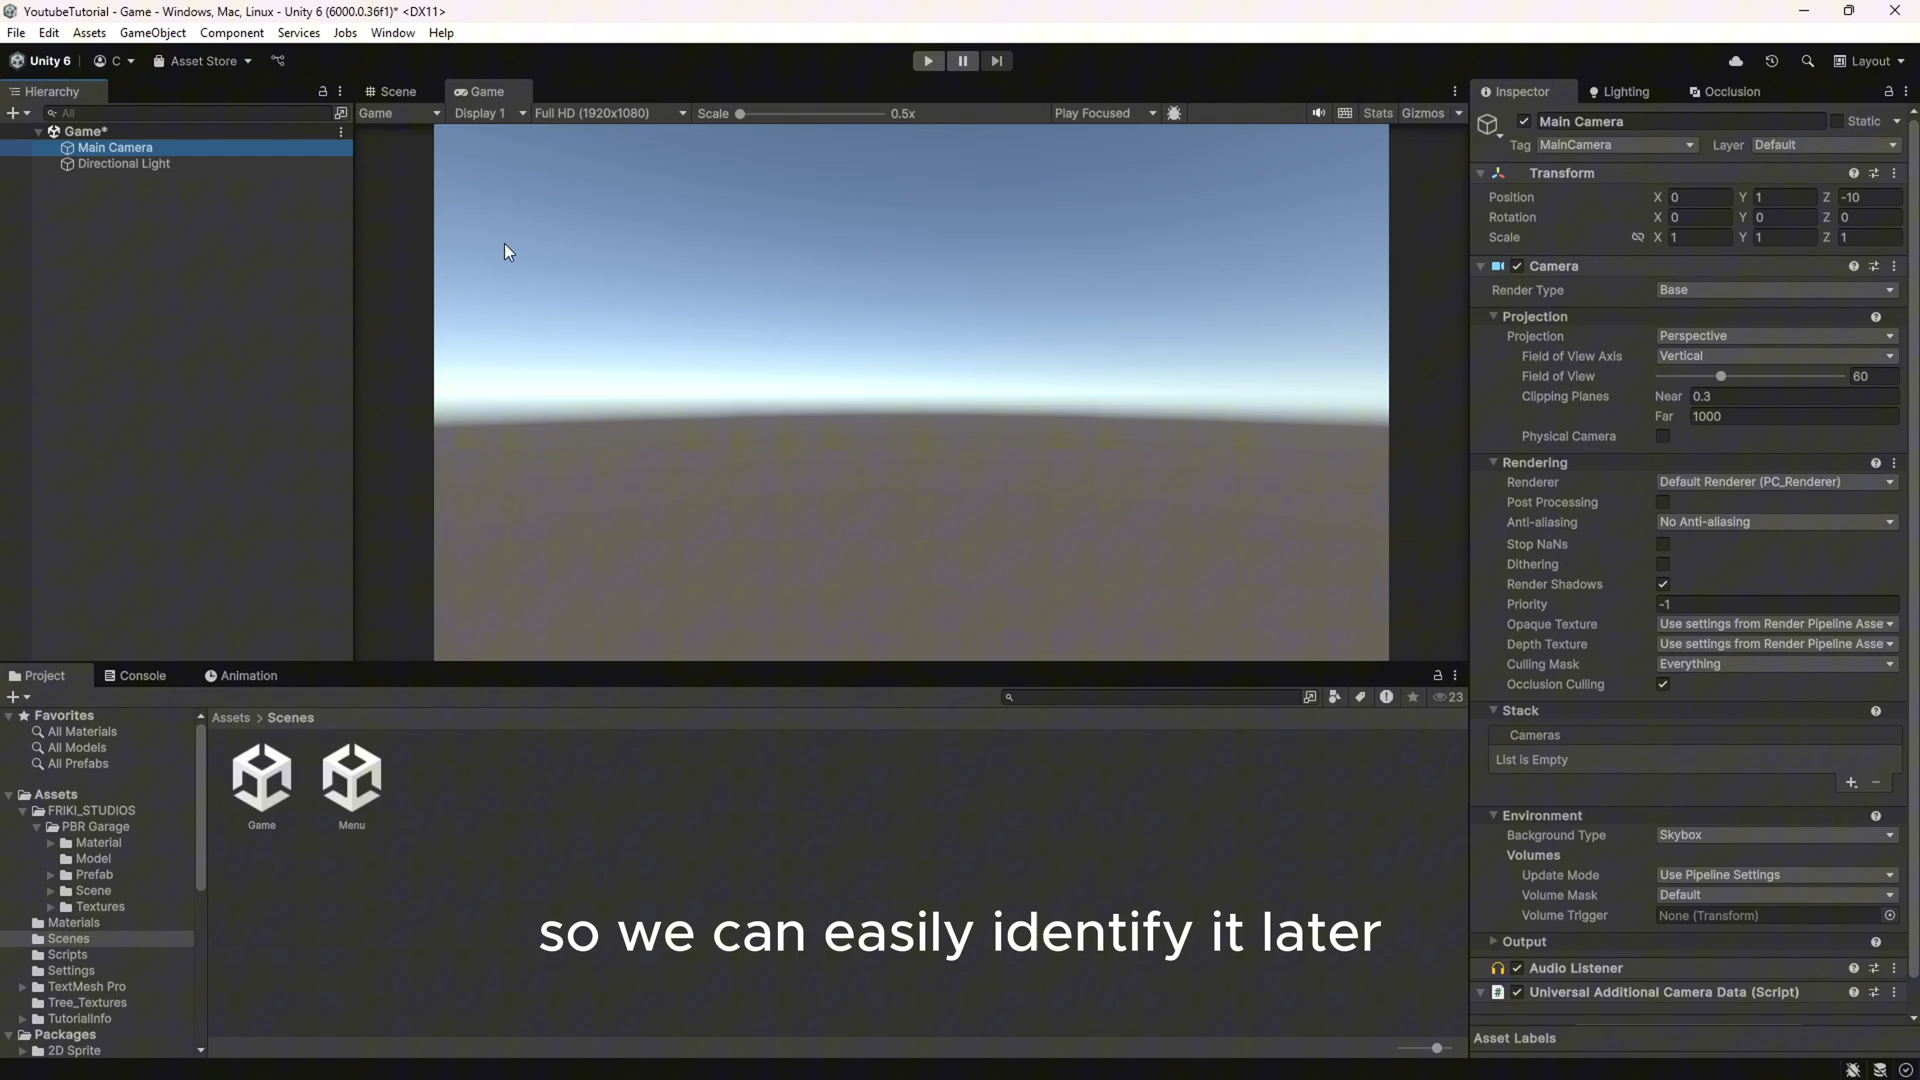 YoutubeTutorial - Game - Windows, Mac, Linux - Unity 6 (6000.0.36f1)* <DX11>
File Edit Assets GameObject Component Services Jobs Window Help
Unity 6 C Asset Store Layout
Hierarchy
All
Game*
Main Camera
Directional Light
Scene Game
Game Display 1 Full HD (1920x1080) Scale 0.5x Play Focused Stats Gizmos
Inspector Lighting Occlusion
Main Camera Static
Tag MainCamera Layer Default
Transform
Position X 0 Y 1 Z -10
Rotation X 0 Y 0 Z 0
Scale X 1 Y 1 Z 1
Camera
Render Type Base
Projection
Projection Perspective
Field of View Axis Vertical
Field of View 60
Clipping Planes Near 0.3
Far 1000
Physical Camera
Rendering
Renderer Default Renderer (PC_Renderer)
Post Processing
Anti-aliasing No Anti-aliasing
Stop NaNs
Dithering
Render Shadows
Priority -1
Opaque Texture Use settings from Render Pipeline Asse
Depth Texture Use settings from Render Pipeline Asse
Culling Mask Everything
Occlusion Culling
Stack
Cameras
List is Empty
Environment
Background Type Skybox
Volumes
Update Mode Use Pipeline Settings
Volume Mask Default
Volume Trigger None (Transform)
Output
Audio Listener
Universal Additional Camera Data (Script)
Asset Labels
Project Console Animation
23
Favorites
All Materials
All Models
All Prefabs
Assets
FRIKI_STUDIOS
PBR Garage
Material
Model
Prefab
Scene
Textures
Materials
Scenes
Scripts
Settings
TextMesh Pro
Tree_Textures
TutorialInfo
Packages
2D Sprite
Assets > Scenes
Game Menu
so we can easily identify it later